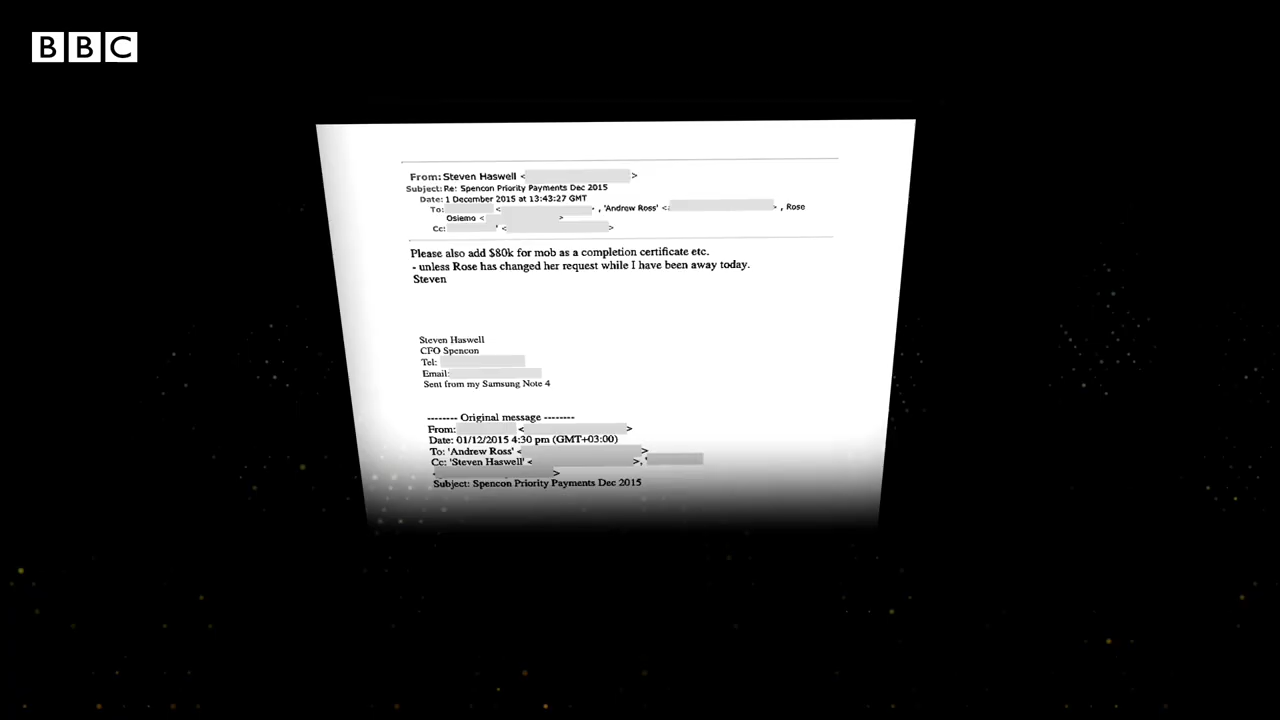 BBC
From: Steven Haswell < >
Subject: Re: Spencon Priority Payments Dec 2015
Date: 1 December 2015 at 13:43:27 GMT
To: < , 'Andrew Ross' < > , Rose
Osiemo < >
Cc: ' < >
Please also add $80k for mob as a completion certificate etc.
- unless Rose has changed her request while I have been away today.
Steven
Steven Haswell
CFO Spencon
Tel:
Email:
Sent from my Samsung Note 4
-------- Original message --------
From: < >
Date: 01/12/2015 4:30 pm (GMT+03:00)
To: 'Andrew Ross' < >
Cc: 'Steven Haswell' < >, '
< >
Subject: Spencon Priority Payments Dec 2015